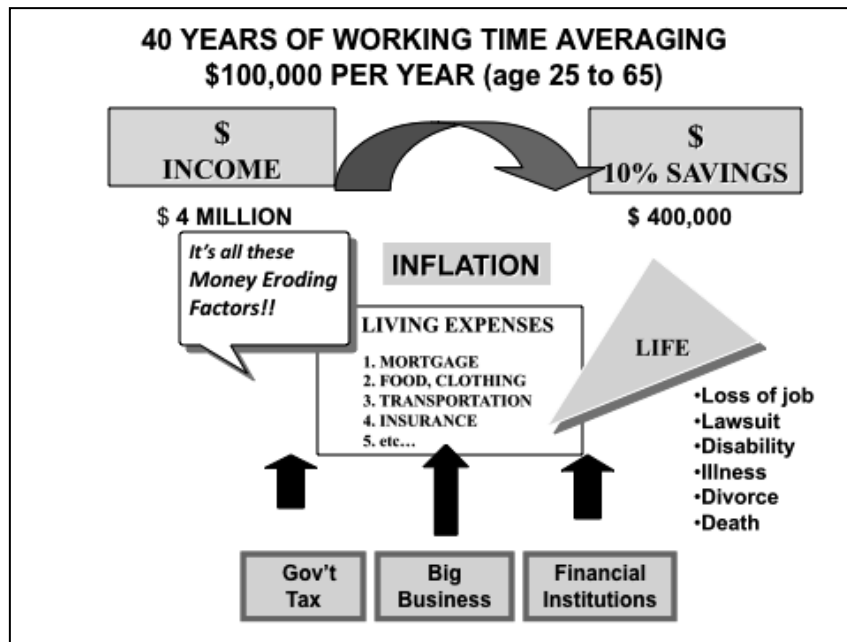 40 YEARS OF WORKING TIME AVERAGING
$100,000 PER YEAR (age 25 to 65)
$
INCOME
$
10% SAVINGS
$ 4 MILLION
$ 400,000
It's all these
Money Eroding
Factors!!
INFLATION
LIVING EXPENSES
1. MORTGAGE
2. FOOD, CLOTHING
3. TRANSPORTATION
4. INSURANCE
5. etc…
LIFE
•Loss of job
•Lawsuit
•Disability
•Illness
•Divorce
•Death
Gov't
Tax
Big
Business
Financial
Institutions